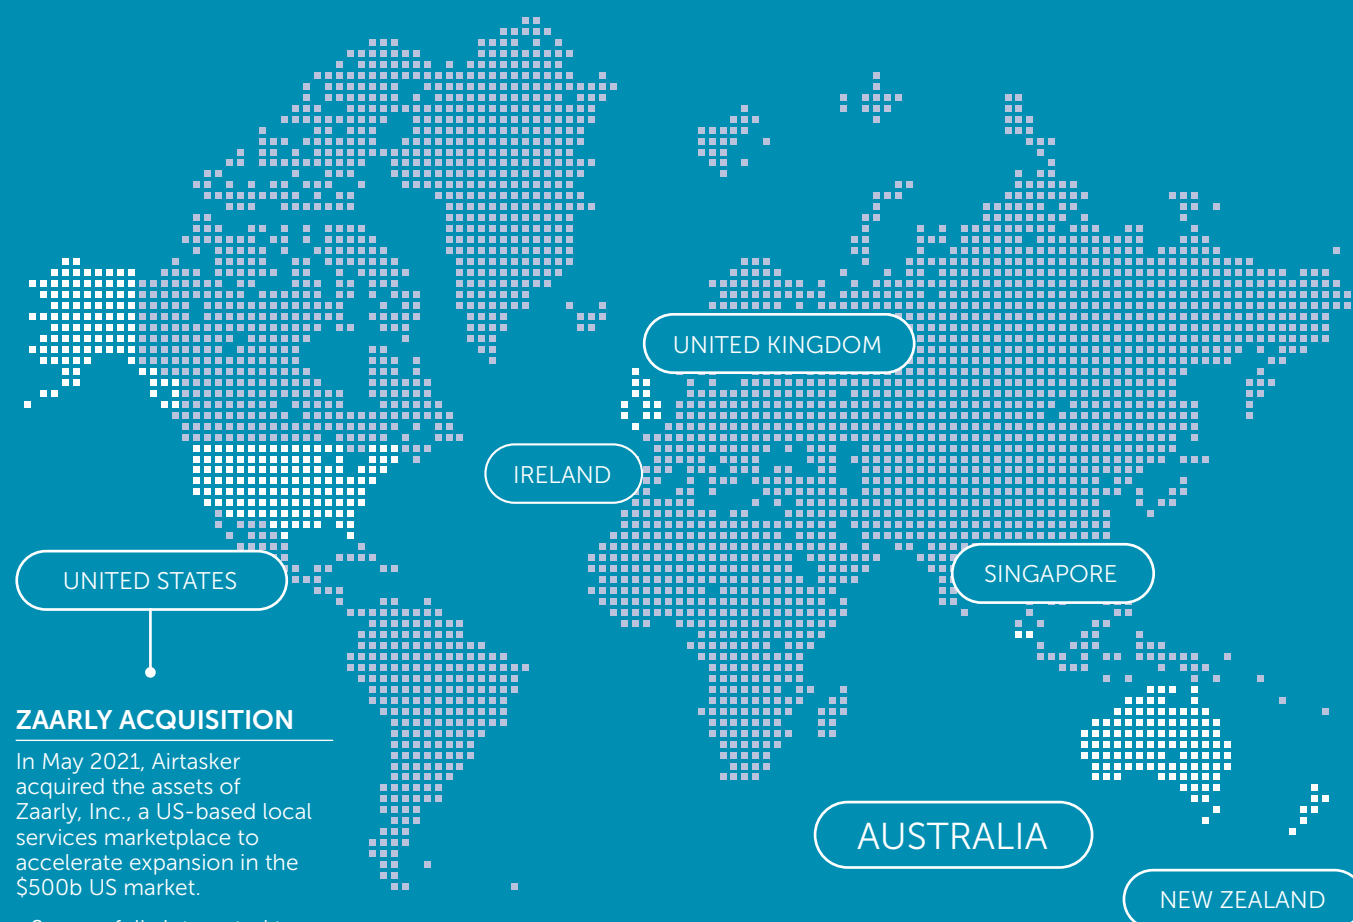 UNITED KINGDOM
IRELAND
UNITED STATES
SINGAPORE
ZAARLY ACQUISITION
In May 2021, Airtasker
acquired the assets of
Zaarly, Inc., a US-based local
services marketplace to
accelerate expansion in the
$500b US market.
AUSTRALIA
NEW ZEALAND